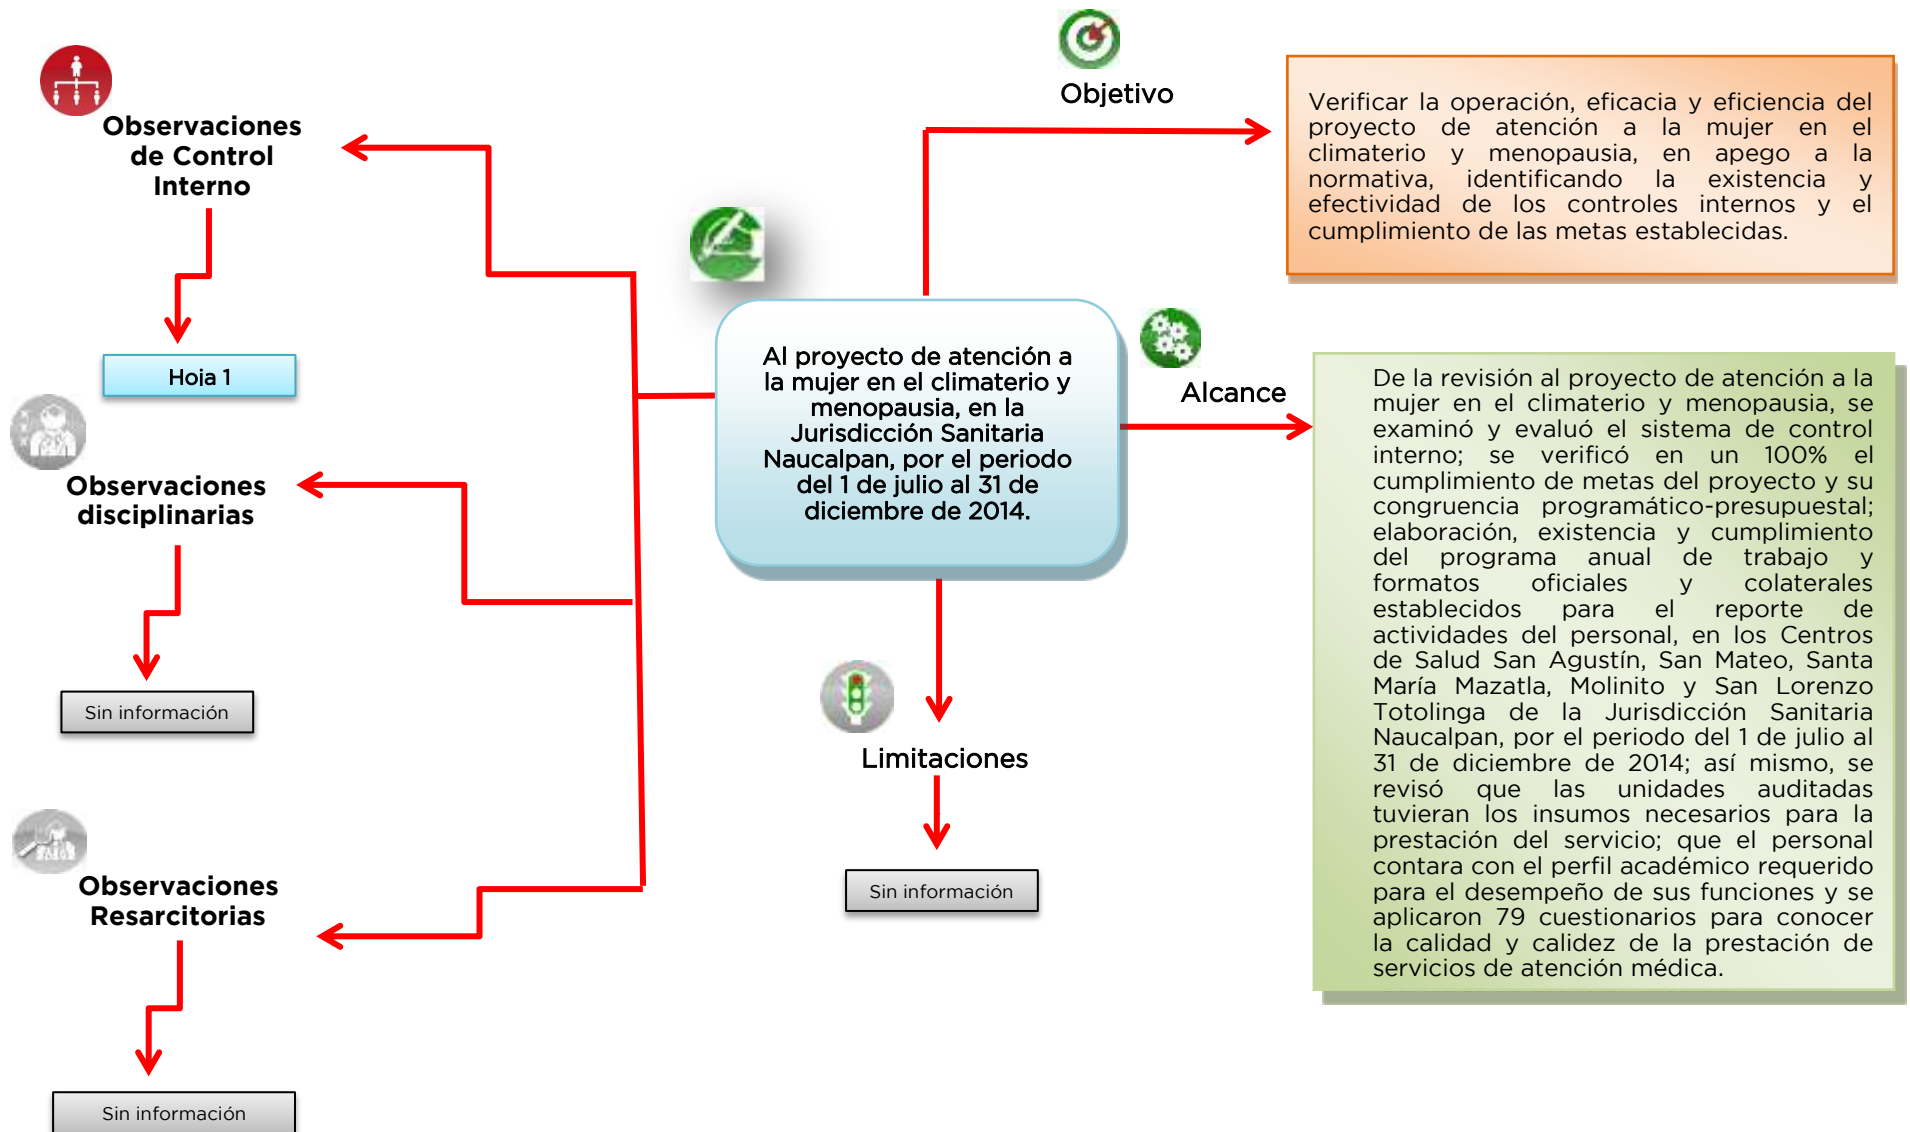 Objetivo
Verificar la operación, eficacia y eficiencia del
proyecto de atención a la mujer en el
climaterio y menopausia, en apego a la
normativa, identificando la existencia y
efectividad de los controles internos y el
cumplimiento de las metas establecidas.
Observaciones
de Control
Interno
Hoja 1
Al proyecto de atención a
la mujer en el climaterio y
menopausia, en la
Jurisdicción Sanitaria
Naucalpan, por el periodo
del 1 de julio al 31 de
diciembre de 2014.
Alcance
De la revisión al proyecto de atención a la
mujer en el climaterio y menopausia, se
examinó y evaluó el sistema de control
interno; se verificó en un 100% el
cumplimiento de metas del proyecto y su
congruencia programático-presupuestal;
elaboración, existencia y cumplimiento
del programa anual de trabajo y
formatos oficiales y colaterales
establecidos para el reporte de
actividades del personal, en los Centros
de Salud San Agustín, San Mateo, Santa
María Mazatla, Molinito y San Lorenzo
Totolinga de la Jurisdicción Sanitaria
Naucalpan, por el periodo del 1 de julio al
31 de diciembre de 2014; así mismo, se
revisó que las unidades auditadas
tuvieran los insumos necesarios para la
prestación del servicio; que el personal
contara con el perfil académico requerido
para el desempeño de sus funciones y se
aplicaron 79 cuestionarios para conocer
la calidad y calidez de la prestación de
servicios de atención médica.
Observaciones
disciplinarias
Sin información
Limitaciones
Sin información
Observaciones
Resarcitorias
Sin información